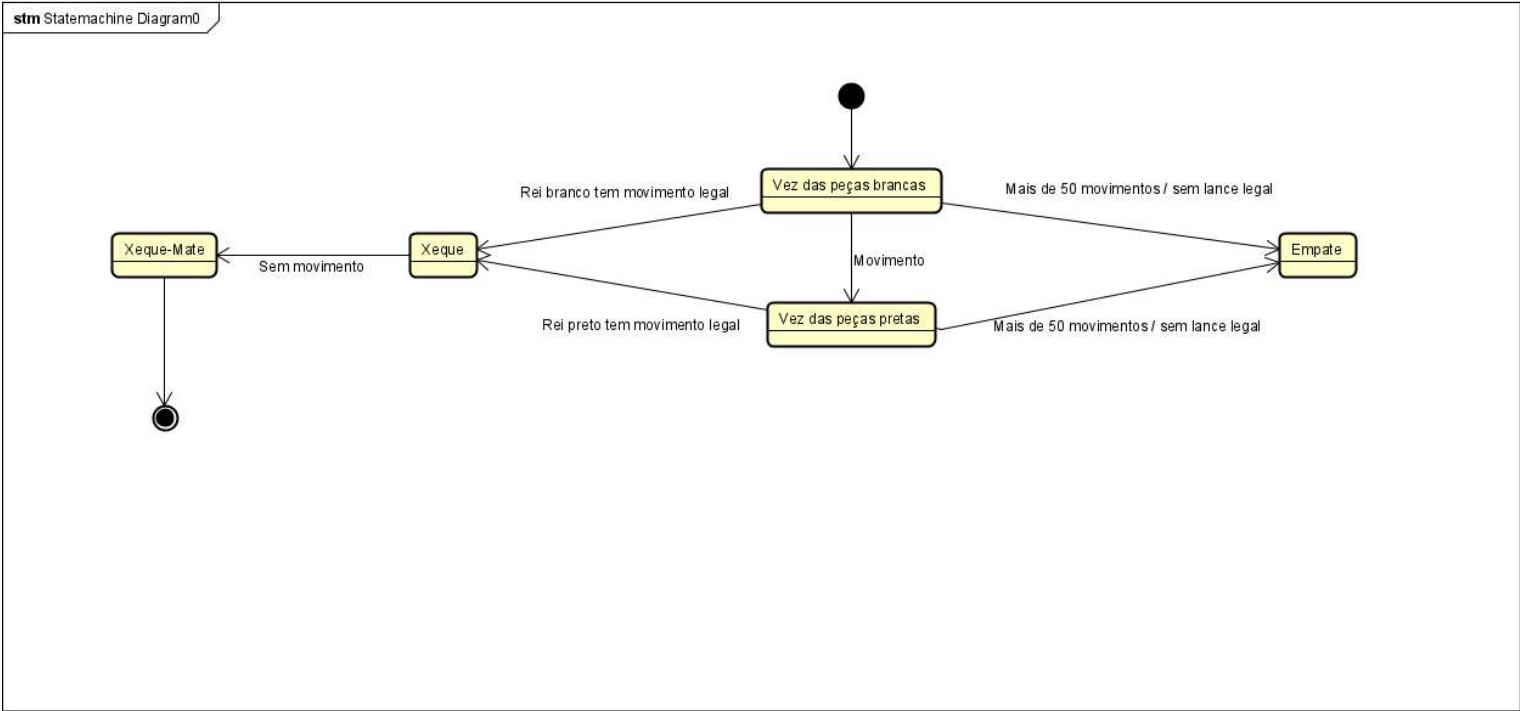 stm Statemachine Diagram0
Vez das peças brancas
Rei branco tem movimento legal
Mais de 50 movimentos / sem lance legal
Xeque-Mate
Xeque
Empate
Sem movimento
Movimento
Vez das peças pretas
Rei preto tem movimento legal
Mais de 50 movimentos / sem lance legal